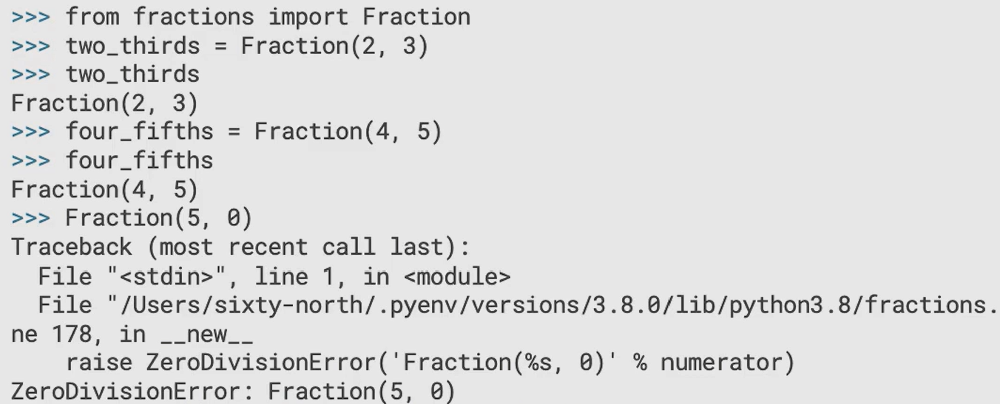 >>> from fractions import Fraction
>>> two_thirds = Fraction(2, 3)
>>> two_thirds
Fraction(2, 3)
>>> four_fifths = Fraction(4, 5)
>>> four_fifths
Fraction(4, 5)
>>> Fraction(5, 0)
Traceback (most recent call last):
  File "<stdin>", line 1, in <module>
  File "/Users/sixty-north/.pyenv/versions/3.8.0/lib/python3.8/fractions.
ne 178, in __new__
    raise ZeroDivisionError('Fraction(%s, 0)' % numerator)
ZeroDivisionError: Fraction(5, 0)